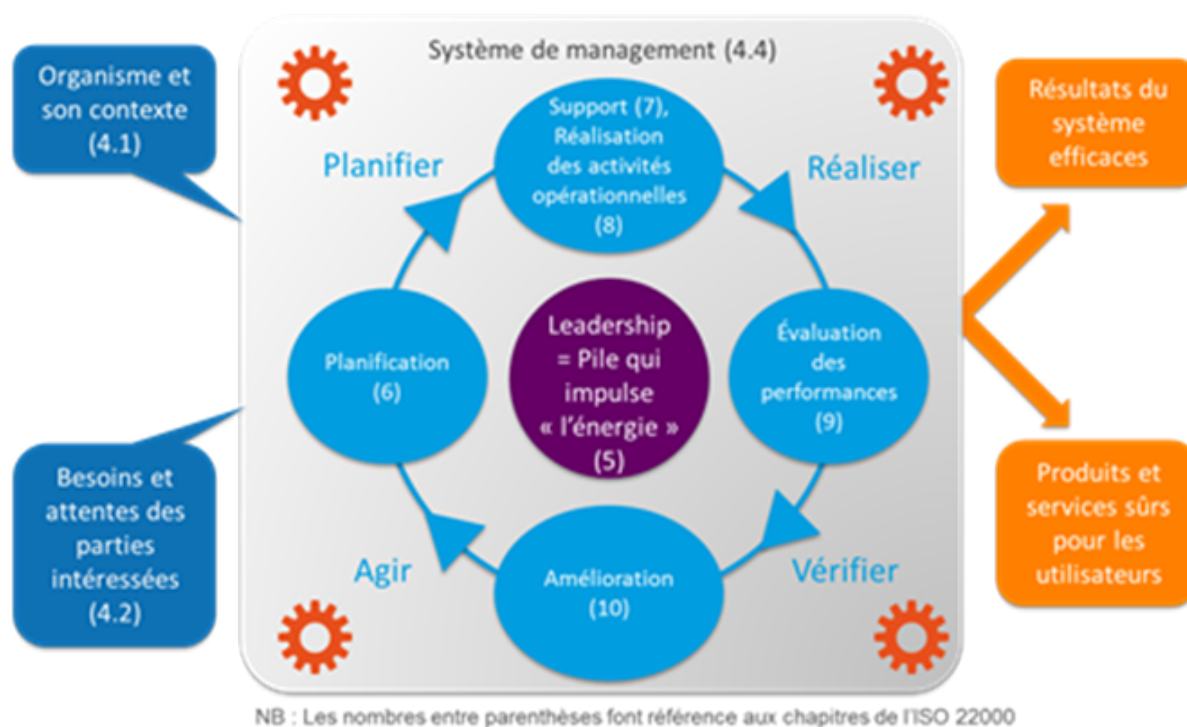 Système de management (4.4)
Organisme et
son contexte
(4.1)
Besoins et
attentes des
parties
intéressées
(4.2)
Planifier
Support (7),
Réalisation
des activités
opérationnelles
(8)
Réaliser
Planification
(6)
Leadership
= Pile qui
impulse
« l'énergie »
(5)
Évaluation
des
performances
(9)
Agir
Amélioration
(10)
Vérifier
Résultats du
système
efficaces
Produits et
services sûrs
pour les
utilisateurs
NB : Les nombres entre parenthèses font référence aux chapitres de l'ISO 22000